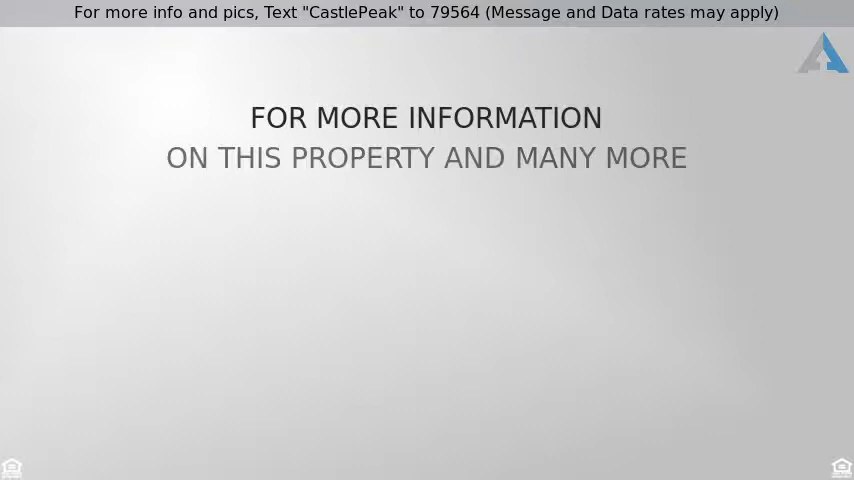 For more info and pics, Text "CastlePeak" to 79564 (Message and Data rates may apply)
FOR MORE INFORMATION
ON THIS PROPERTY AND MANY MORE